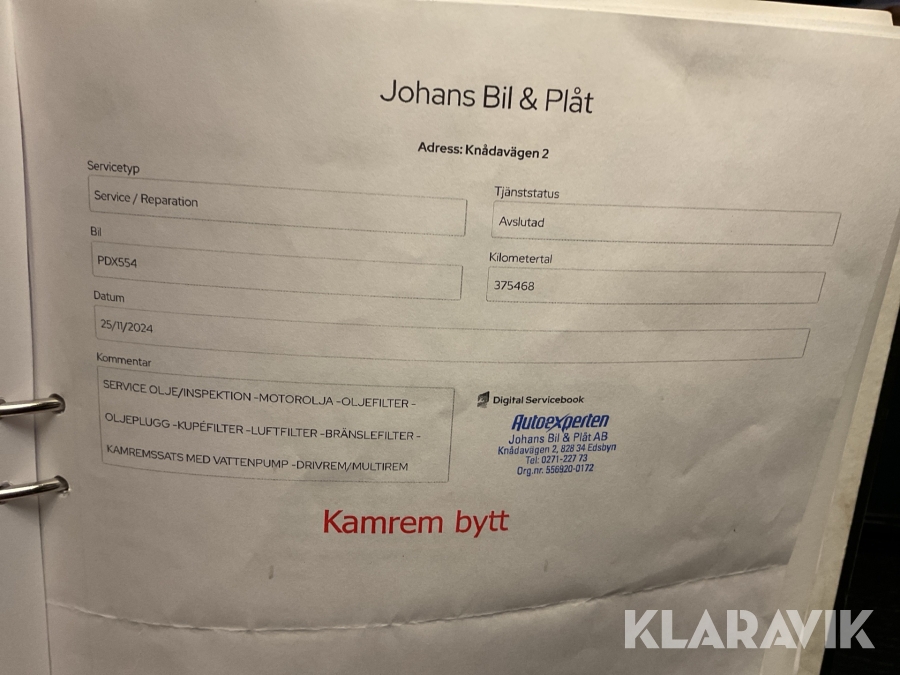 Johans Bil & Plåt
Adress: Knådavägen 2
Servicetyp
Service / Reparation
Tjänststatus
Avslutad
Bil
PDX554
Kilometertal
375468
Datum
25/11/2024
Kommentar
SERVICE OLJE/INSPEKTION -MOTOROLJA -OLJEFILTER -
OLJEPLUGG -KUPÉFILTER -LUFTFILTER -BRÄNSLEFILTER -
KAMREMSSATS MED VATTENPUMP -DRIVREM/MULTIREM
Digital Servicebook
Autoexperten
Johans Bil & Plåt AB
Knådavägen 2, 828 34 Edsbyn
Tel: 0271-227 73
Org.nr. 556920-0172
Kamrem bytt
KLARAVIK